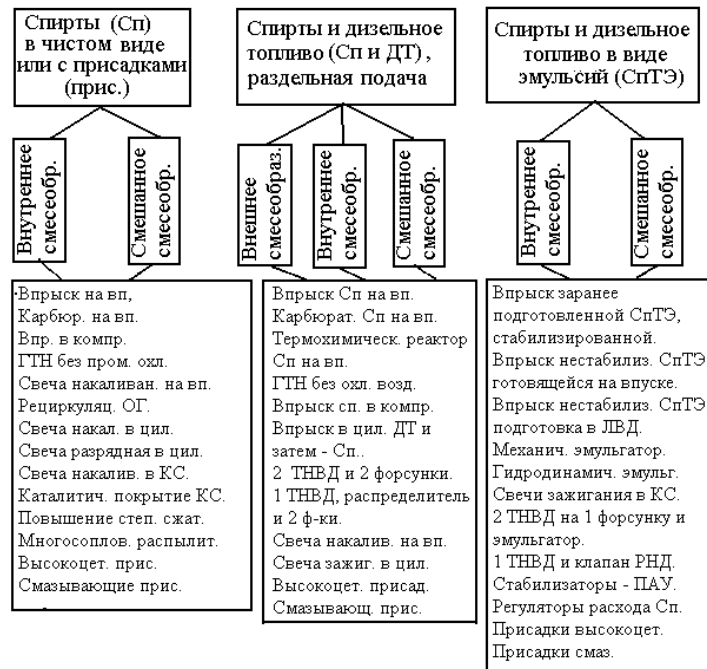 Спирты (Сп)
в чистом виде
или с присадками
(прис.)
Спирты и дизельное
топливо (Сп и ДТ) ,
раздельная подача
Спирты и дизельное
топливо в виде
эмульсий (СпТЭ)
Внутреннее
смесеобр.
Смешанное
смесеобр.
Внешнее
смесеобраз.
Внутреннее
смесеобр.
Смешанное
смесеобр.
Внутреннее
смесеобр.
Смешанное
смесеобр.
Впрыск на вп,
Карбюр. на вп.
Впр. в компр.
ГТН без пром. охл.
Свеча накаливан. на вп.
Рециркуляц. ОГ.
Свеча накал. в цил.
Свеча разрядная в цил.
Свеча накалив. в КС.
Каталитич. покрытие КС.
Повышение степ. сжат.
Многосоплов. распылит.
Высокоцет. прис.
Смазывающие прис.
Впрыск Сп на вп.
Карбюрат. Сп на вп.
Термохимическ. реактор
Сп на вп.
ГТН без охл. возд.
Впрыск сп. в компр.
Впрыск в цил. ДТ и
затем - Сп..
2 ТНВД и 2 форсунки.
1 ТНВД, распределитель
и 2 ф-ки.
Свеча накалив. на вп.
Свеча зажиг. в цил.
Высокоцет. присад.
Смазывающ. прис.
Впрыск заранее
подготовленной СпТЭ,
стабилизированной.
Впрыск нестабилиз. СпТЭ
готовящейся на впуске.
Впрыск нестабилиз. СпТЭ
подготовка в ЛВД.
Механич. эмульгатор.
Гидродинамич. эмульг.
Свечи зажигания в КС.
2 ТНВД на 1 форсунку и
эмульгатор.
1 ТНВД и клапан РНД.
Стабилизаторы - ПАУ.
Регуляторы расхода Сп.
Присадки высокоцет.
Присадки смаз.